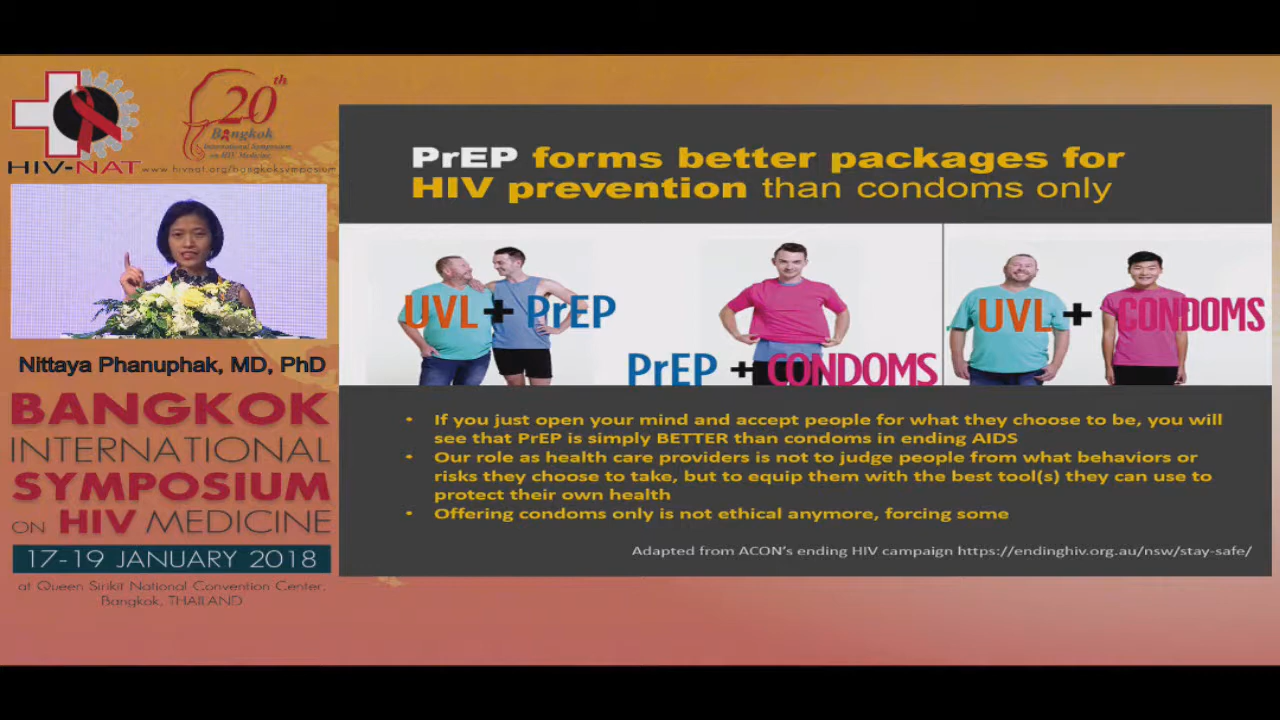 HIV-NAT
20th
Bangkok
International Symposium
on HIV Medicine
www.hivnat.org/bangkoksymposium
Nittaya Phanuphak, MD, PhD
BANGKOK
INTERNATIONAL
SYMPOSIUM
ON HIV MEDICINE
17-19 JANUARY 2018
at Queen Sirikit National Convention Center,
Bangkok, THAILAND
PrEP forms better packages for
HIV prevention than condoms only
UVL + PrEP
PrEP + CONDOMS
UVL + CONDOMS
• If you just open your mind and accept people for what they choose to be, you will
see that PrEP is simply BETTER than condoms in ending AIDS
• Our role as health care providers is not to judge people from what behaviors or
risks they choose to take, but to equip them with the best tool(s) they can use to
protect their own health
• Offering condoms only is not ethical anymore, forcing some
Adapted from ACON's ending HIV campaign https://endinghiv.org.au/nsw/stay-safe/